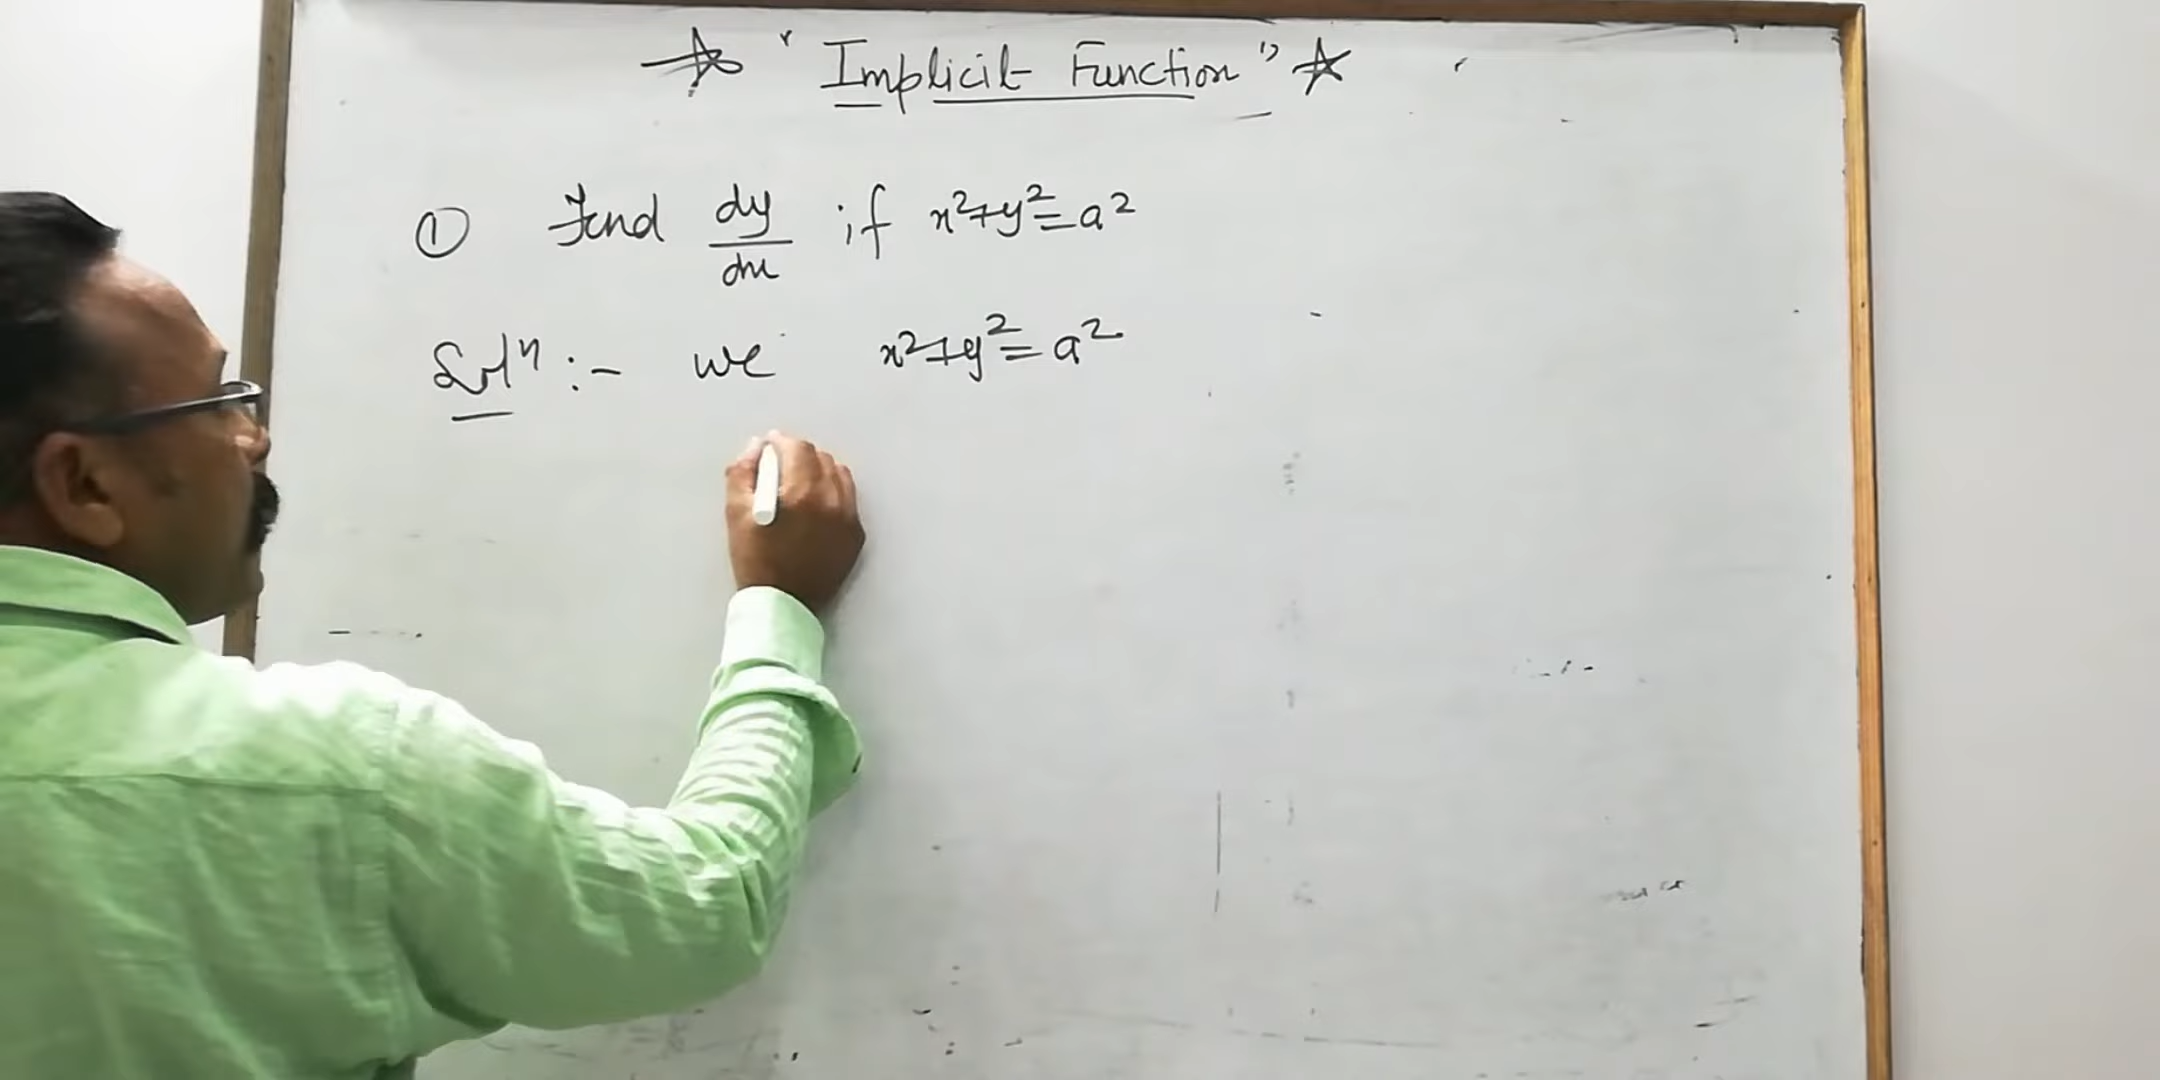 "Implicit Function"
① Find dy/dx if x²+y²=a²
Solⁿ :- we x²+y²=a²